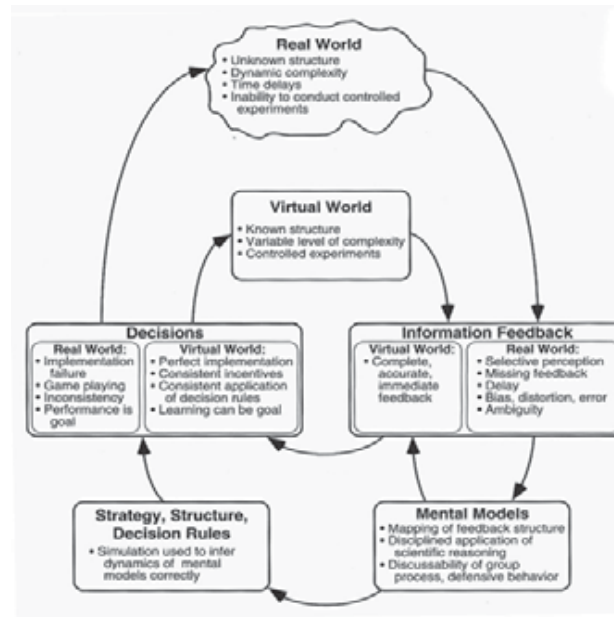 Real World
• Unknown structure
• Dynamic complexity
• Time delays
• Inability to conduct controlled
experiments
Virtual World
• Known structure
• Variable level of complexity
• Controlled experiments
Decisions
Real World:
• Implementation
failure
• Game playing
• Inconsistency
• Performance is
goal
Virtual World:
• Perfect implementation
• Consistent incentives
• Consistent application
of decision rules
• Learning can be goal
Information Feedback
Virtual World:
• Complete,
accurate,
immediate
feedback
Real World:
• Selective perception
• Missing feedback
• Delay
• Bias, distortion, error
• Ambiguity
Strategy, Structure,
Decision Rules
• Simulation used to infer
dynamics of mental
models correctly
Mental Models
• Mapping of feedback structure
• Disciplined application of
scientific reasoning
• Discussability of group
process, defensive behavior